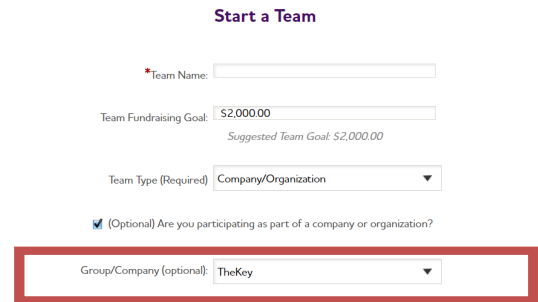 Start a Team
*Team Name:
Team Fundraising Goal: $2,000.00
Suggested Team Goal: $2,000.00
Team Type (Required) Company/Organization
(Optional) Are you participating as part of a company or organization?
Group/Company (optional): TheKey